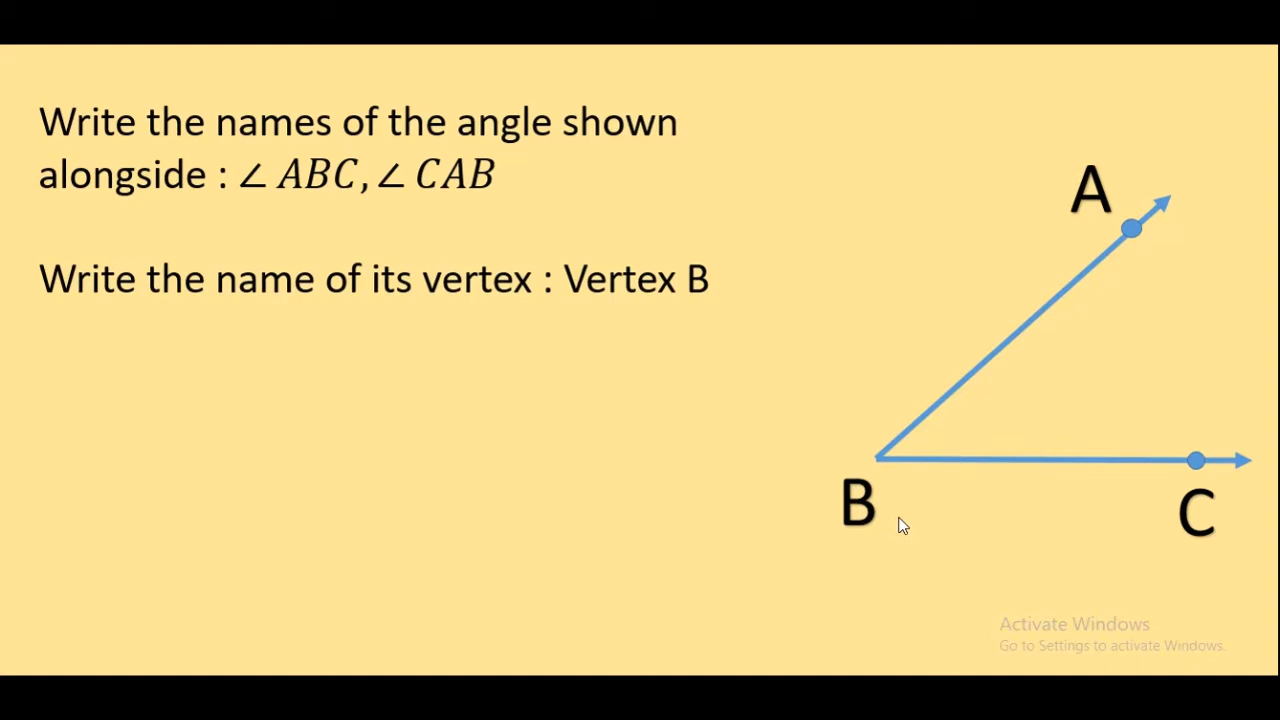 Write the names of the angle shown
alongside : ∠ ABC, ∠ CAB
Write the name of its vertex : Vertex B
A
B
C
Activate Windows
Go to Settings to activate Windows.